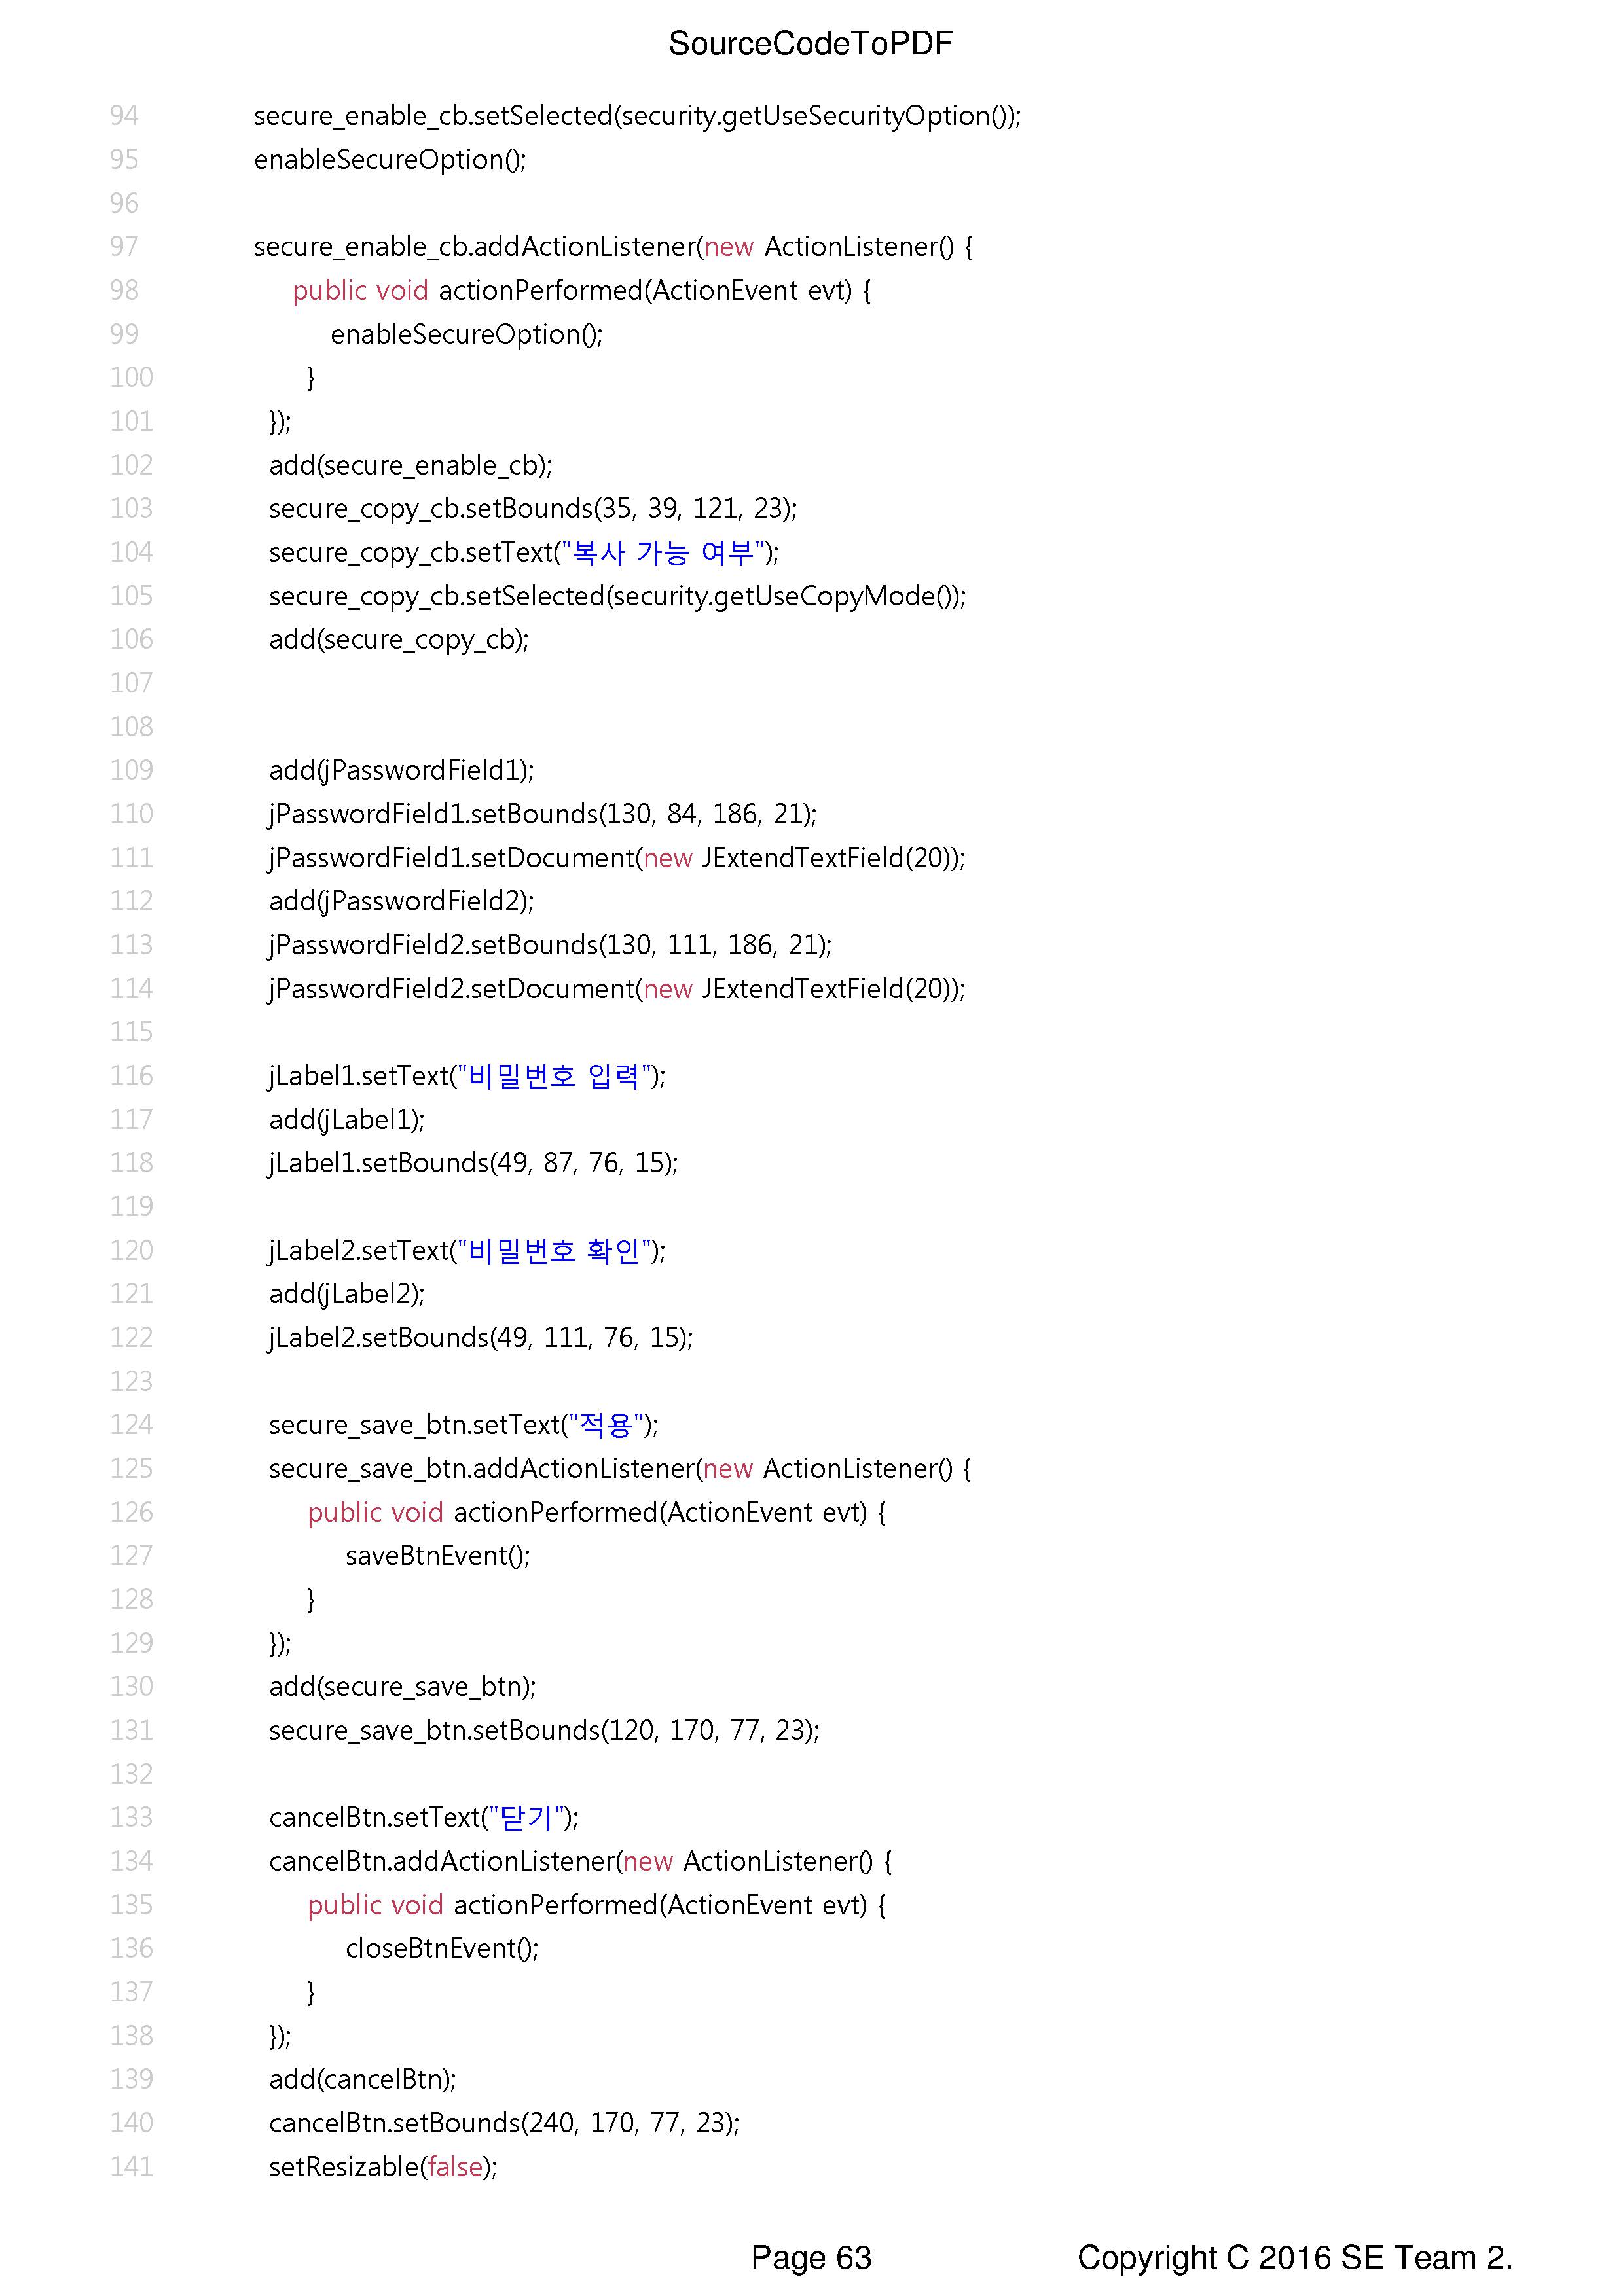 SourceCodeToPDF
94 secure_enable_cb.setSelected(security.getUseSecurityOption());
95 enableSecureOption();
96
97 secure_enable_cb.addActionListener(new ActionListener() {
98 public void actionPerformed(ActionEvent evt) {
99 enableSecureOption();
100 }
101 });
102 add(secure_enable_cb);
103 secure_copy_cb.setBounds(35, 39, 121, 23);
104 secure_copy_cb.setText("복사 가능 여부");
105 secure_copy_cb.setSelected(security.getUseCopyMode());
106 add(secure_copy_cb);
107
108
109 add(jPasswordField1);
110 jPasswordField1.setBounds(130, 84, 186, 21);
111 jPasswordField1.setDocument(new JExtendTextField(20));
112 add(jPasswordField2);
113 jPasswordField2.setBounds(130, 111, 186, 21);
114 jPasswordField2.setDocument(new JExtendTextField(20));
115
116 jLabel1.setText("비밀번호 입력");
117 add(jLabel1);
118 jLabel1.setBounds(49, 87, 76, 15);
119
120 jLabel2.setText("비밀번호 확인");
121 add(jLabel2);
122 jLabel2.setBounds(49, 111, 76, 15);
123
124 secure_save_btn.setText("적용");
125 secure_save_btn.addActionListener(new ActionListener() {
126 public void actionPerformed(ActionEvent evt) {
127 saveBtnEvent();
128 }
129 });
130 add(secure_save_btn);
131 secure_save_btn.setBounds(120, 170, 77, 23);
132
133 cancelBtn.setText("닫기");
134 cancelBtn.addActionListener(new ActionListener() {
135 public void actionPerformed(ActionEvent evt) {
136 closeBtnEvent();
137 }
138 });
139 add(cancelBtn);
140 cancelBtn.setBounds(240, 170, 77, 23);
141 setResizable(false);
Page 63 Copyright C 2016 SE Team 2.